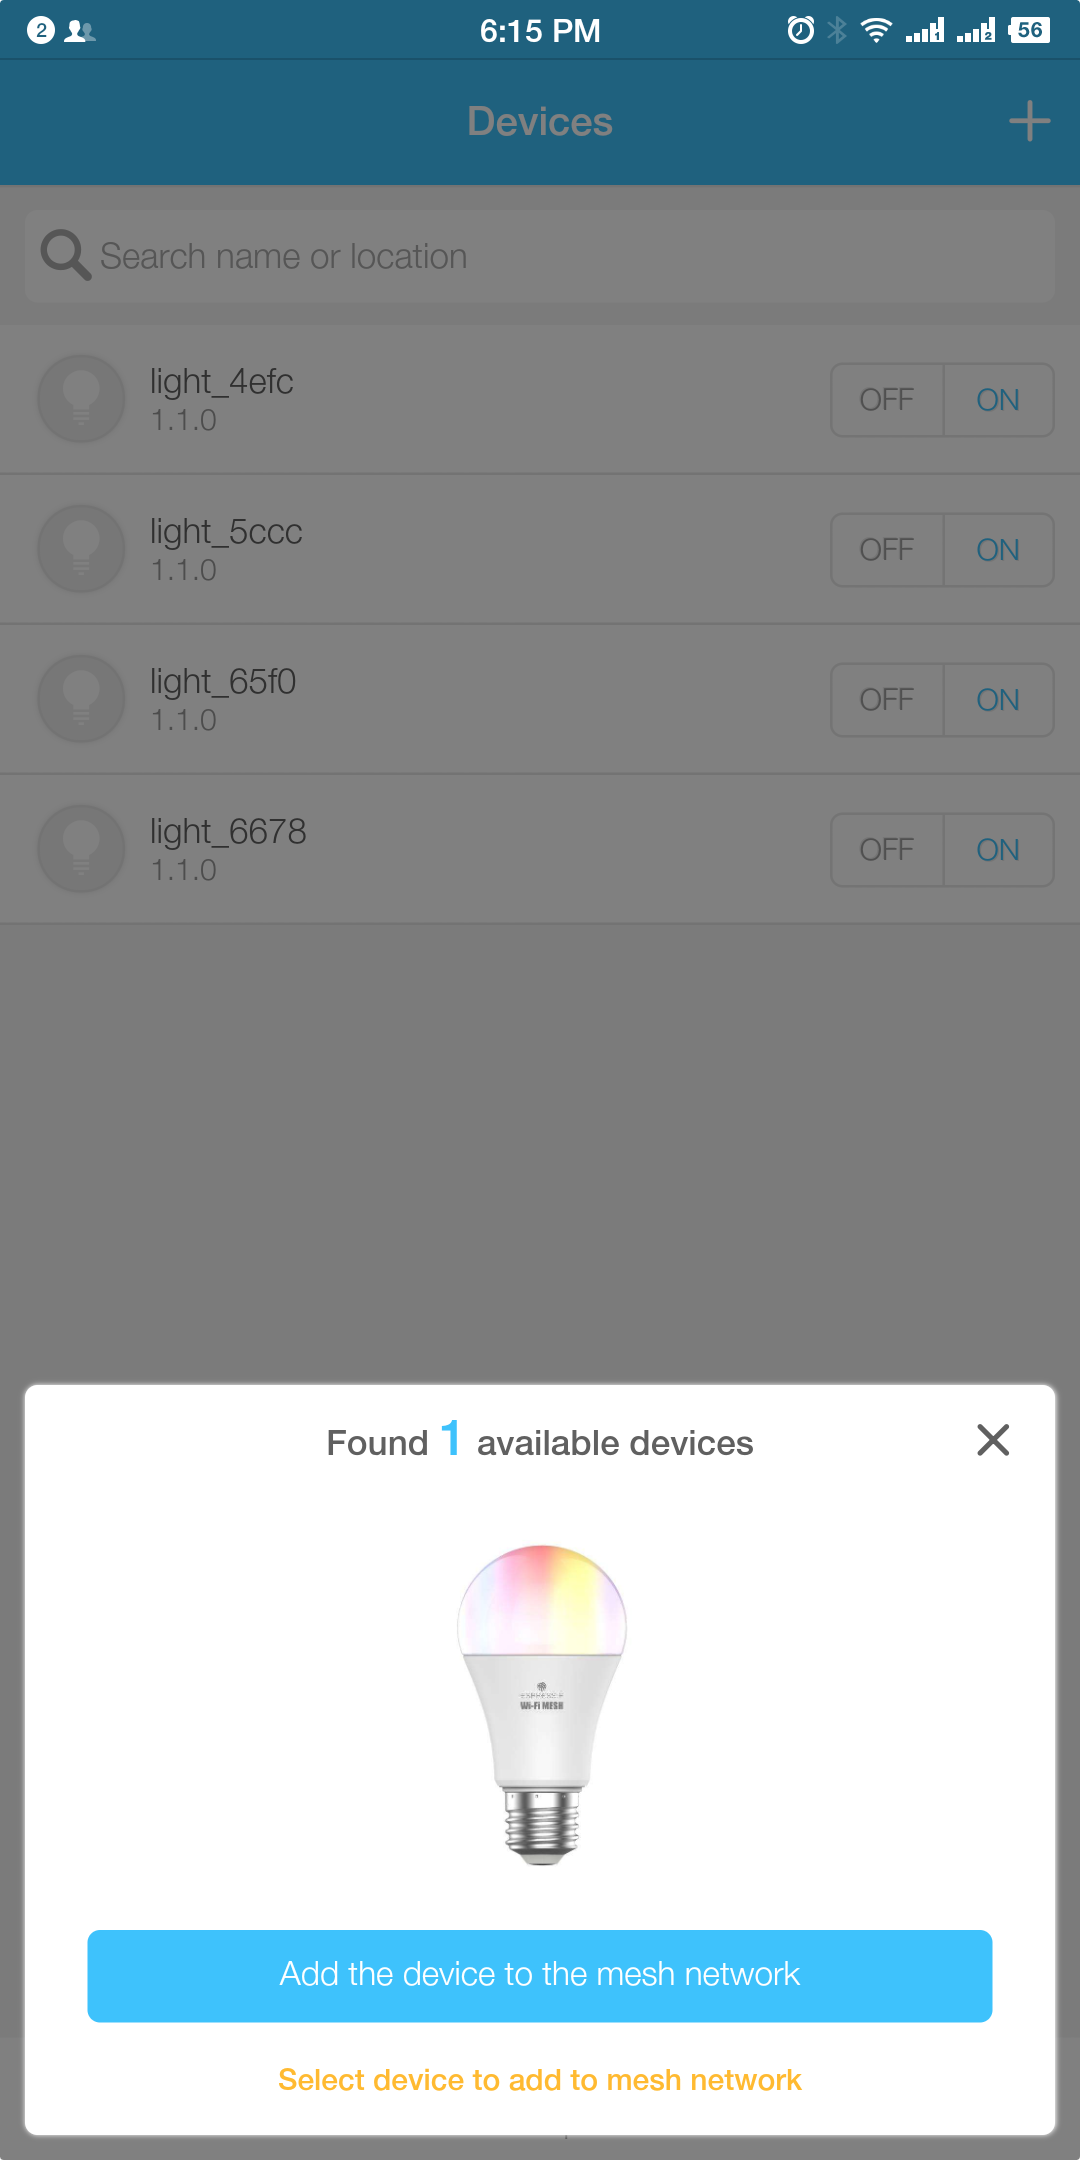 2 6:15 PM 1 2 56
Devices
Search name or location
light_4efc
1.1.0
OFF ON
light_5ccc
1.1.0
OFF ON
light_65f0
1.1.0
OFF ON
light_6678
1.1.0
OFF ON
Found 1 available devices
ESPRESSIF
Wi-Fi MESH
Add the device to the mesh network
Select device to add to mesh network